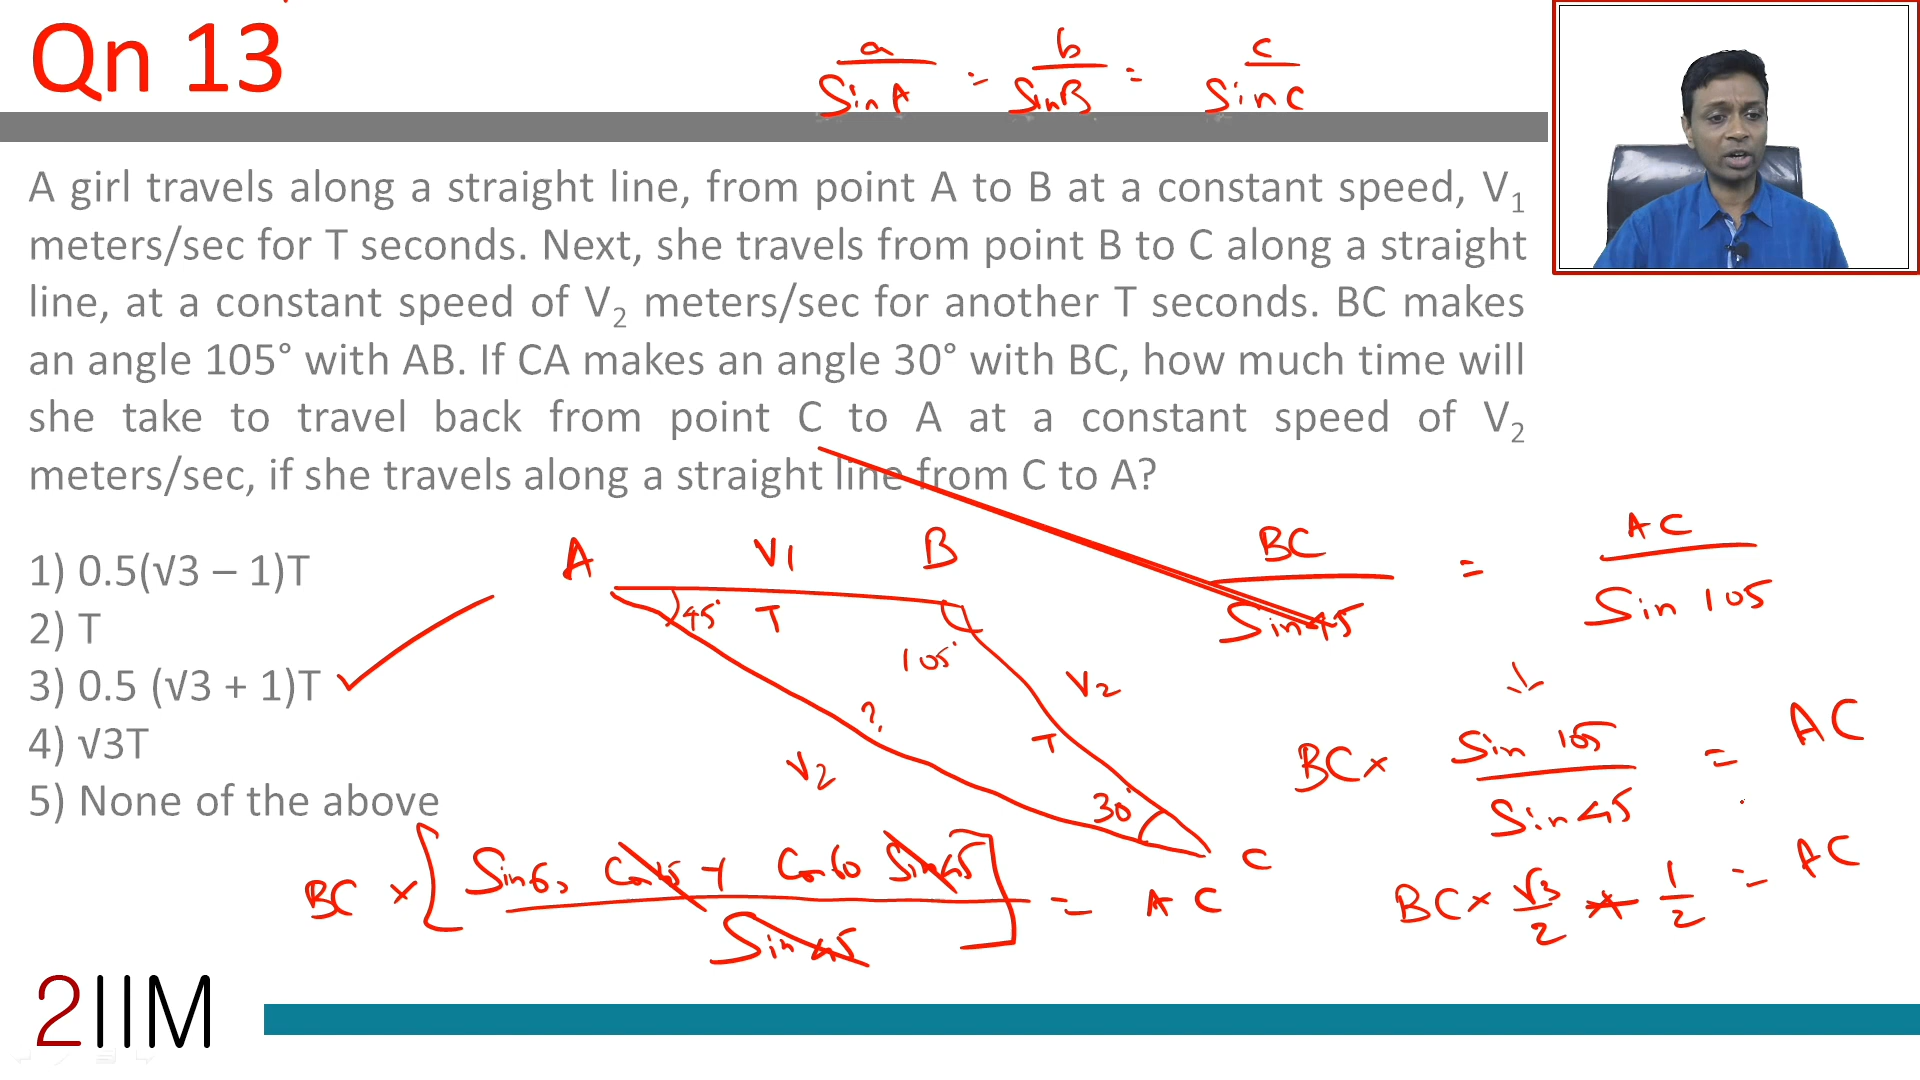 Qn 13
a/Sin A = b/Sin B = c/Sin C
A girl travels along a straight line, from point A to B at a constant speed, V₁
meters/sec for T seconds. Next, she travels from point B to C along a straight
line, at a constant speed of V₂ meters/sec for another T seconds. BC makes
an angle 105° with AB. If CA makes an angle 30° with BC, how much time will
she take to travel back from point C to A at a constant speed of V₂
meters/sec, if she travels along a straight line from C to A?
1) 0.5(√3 – 1)T
2) T
3) 0.5 (√3 + 1)T
4) √3T
5) None of the above
A V1 B
45° T 105°
V2
T
?
V2
30°
C
BC/Sin 45 = AC/Sin 105
BC × Sin 105/Sin 45 = AC
BC × [Sin 60 Cos 45 + Cos 60 Sin 45/Sin 45] = AC
BC × √3/2 + 1/2 = AC
2IIM